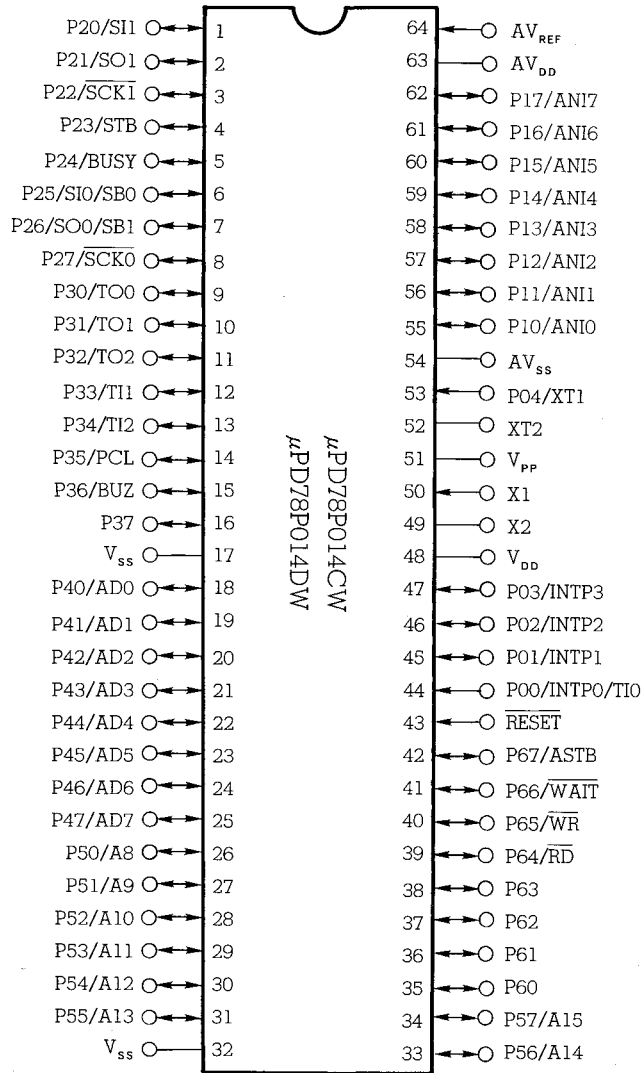 P20/SI1 1
P21/SO1 2
P22/SCK1 3
P23/STB 4
P24/BUSY 5
P25/SI0/SB0 6
P26/SO0/SB1 7
P27/SCK0 8
P30/TO0 9
P31/TO1 10
P32/TO2 11
P33/TI1 12
P34/TI2 13
P35/PCL 14
P36/BUZ 15
P37 16
VSS 17
P40/AD0 18
P41/AD1 19
P42/AD2 20
P43/AD3 21
P44/AD4 22
P45/AD5 23
P46/AD6 24
P47/AD7 25
P50/A8 26
P51/A9 27
P52/A10 28
P53/A11 29
P54/A12 30
P55/A13 31
VSS 32
μPD78P014CW
μPD78P014DW
64 AVREF
63 AVDD
62 P17/ANI7
61 P16/ANI6
60 P15/ANI5
59 P14/ANI4
58 P13/ANI3
57 P12/ANI2
56 P11/ANI1
55 P10/ANI0
54 AVSS
53 P04/XT1
52 XT2
51 VPP
50 X1
49 X2
48 VDD
47 P03/INTP3
46 P02/INTP2
45 P01/INTP1
44 P00/INTP0/TI0
43 RESET
42 P67/ASTB
41 P66/WAIT
40 P65/WR
39 P64/RD
38 P63
37 P62
36 P61
35 P60
34 P57/A15
33 P56/A14